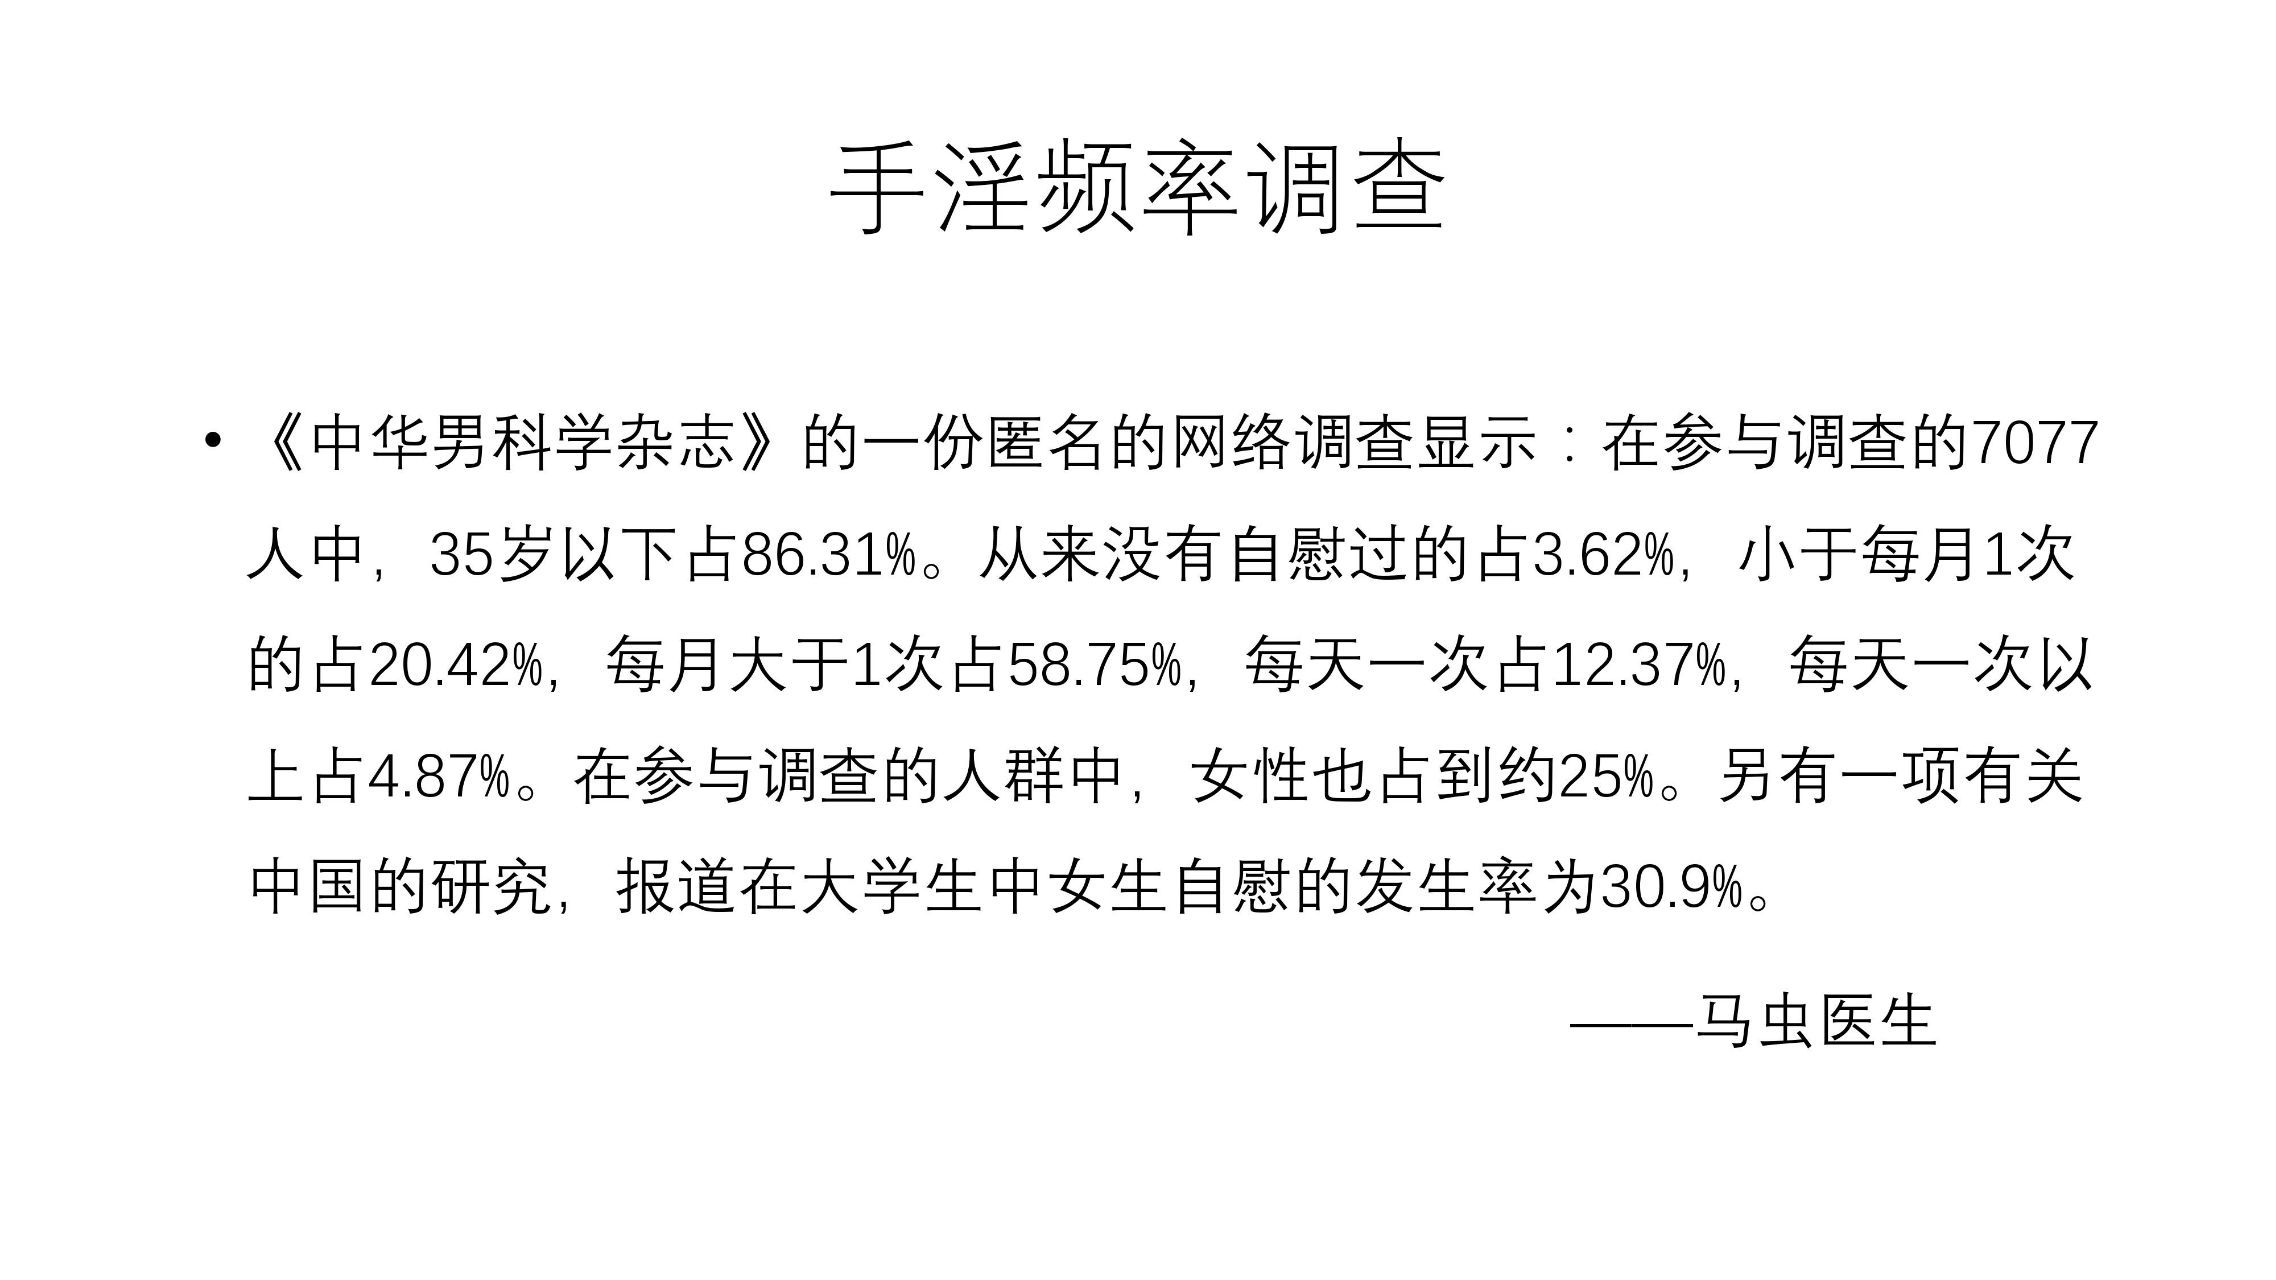 手淫频率调查
• 《中华男科学杂志》的一份匿名的网络调查显示：在参与调查的7077
人中，35岁以下占86.31%。从来没有自慰过的占3.62%，小于每月1次
的占20.42%，每月大于1次占58.75%，每天一次占12.37%，每天一次以
上占4.87%。在参与调查的人群中，女性也占到约25%。另有一项有关
中国的研究，报道在大学生中女生自慰的发生率为30.9%。
——马虫医生